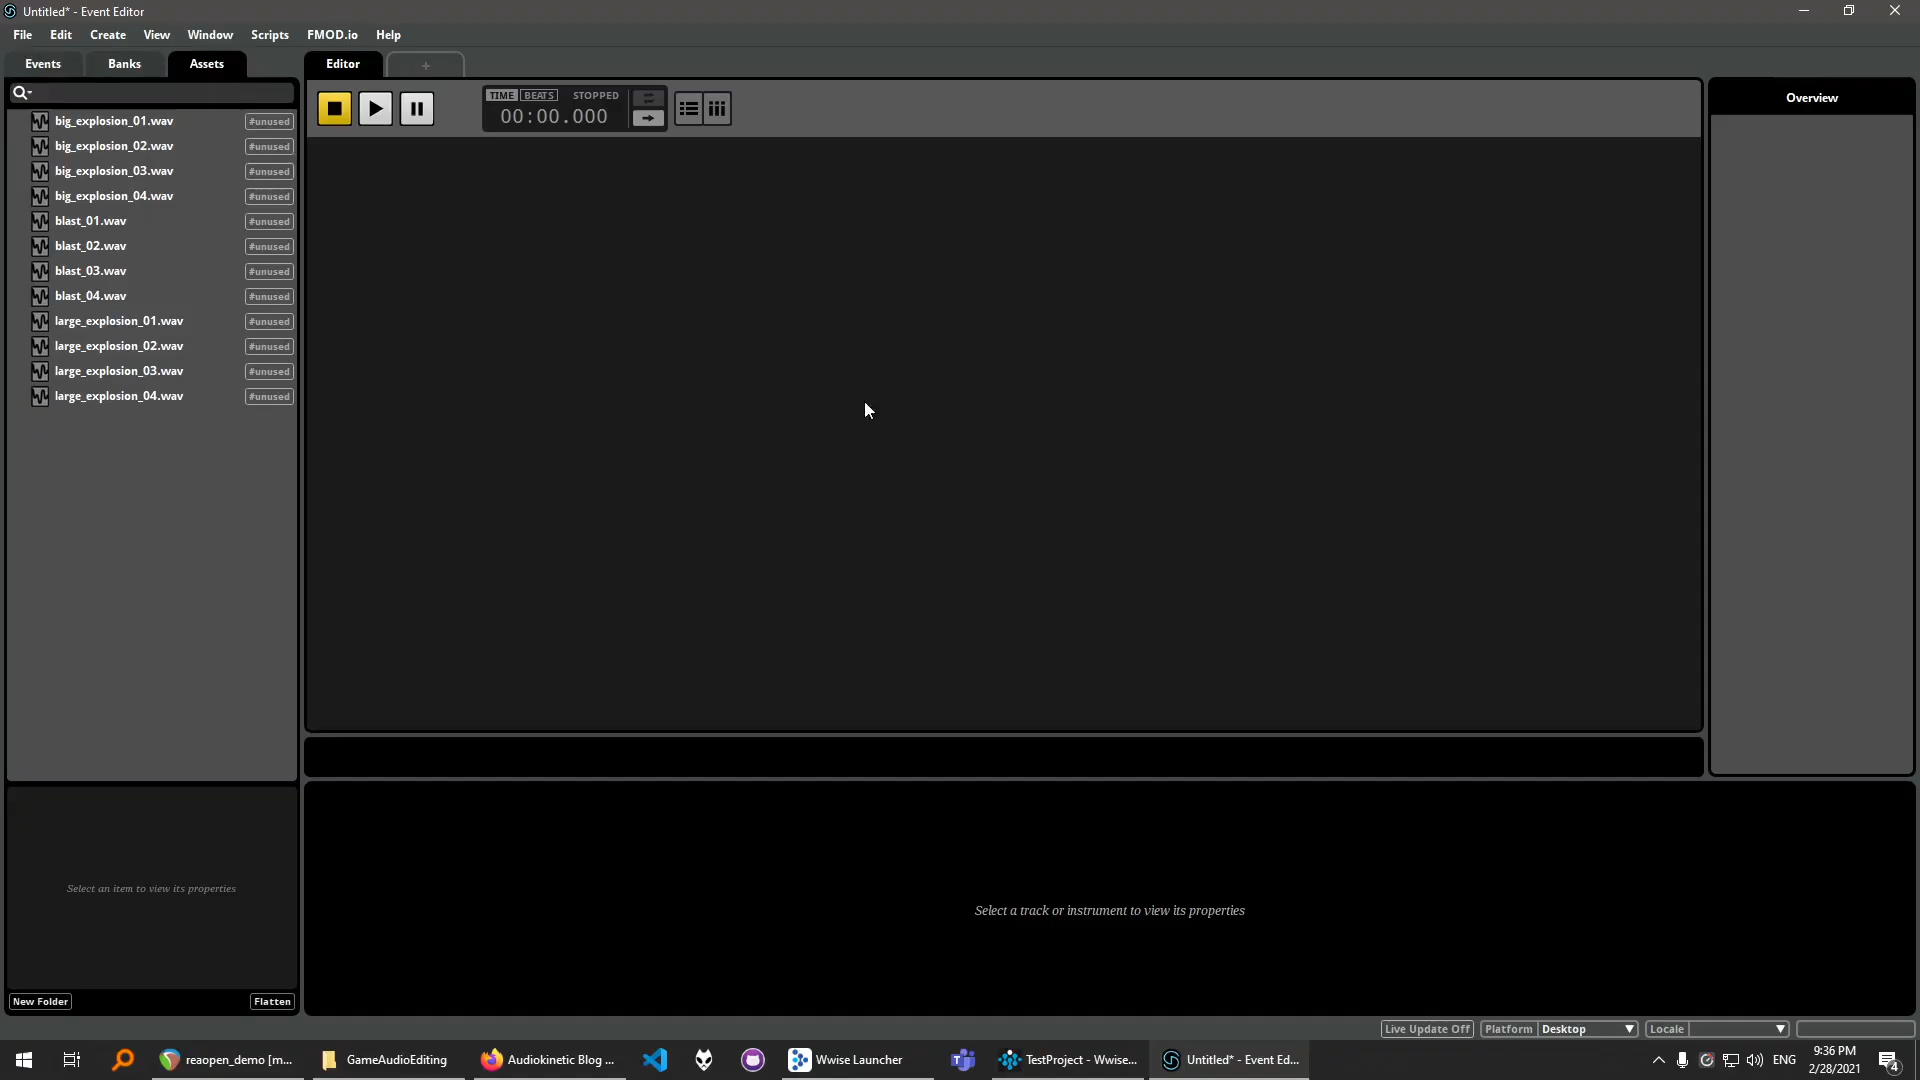 Untitled* - Event Editor
File Edit Create View Window Scripts FMOD.io Help
Events Banks Assets
Editor +
TIME BEATS STOPPED
00:00.000
Overview
big_explosion_01.wav #unused
big_explosion_02.wav #unused
big_explosion_03.wav #unused
big_explosion_04.wav #unused
blast_01.wav #unused
blast_02.wav #unused
blast_03.wav #unused
blast_04.wav #unused
large_explosion_01.wav #unused
large_explosion_02.wav #unused
large_explosion_03.wav #unused
large_explosion_04.wav #unused
Select an item to view its properties
Select a track or instrument to view its properties
New Folder Flatten
Live Update Off Platform Desktop Locale
reaopen_demo [m... GameAudioEditing Audiokinetic Blog ... Wwise Launcher TestProject - Wwise... Untitled* - Event Ed... ENG
9:36 PM
2/28/2021
4